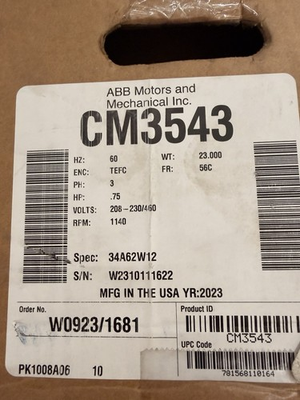 ABB Motors and
Mechanical Inc.
CM3543
HZ: 60 WT: 23.000
ENC: TEFC FR: 56C
PH: 3
HP: .75
VOLTS: 208-230/460
RPM: 1140
Spec: 34A62W12
S/N: W2310111622
MFG IN THE USA YR:2023
Order No. Product ID
W0923/1681
CM3543
UPC Code
781568110164
PK1008A06 10